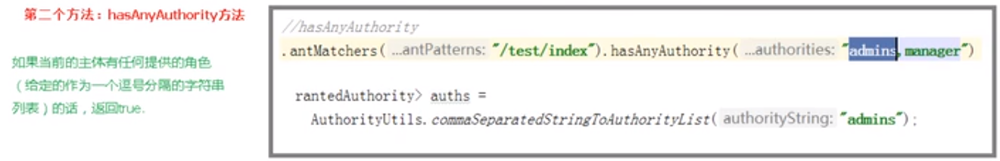 第二个方法：hasAnyAuthority方法
如果当前的主体有任何提供的角色
（给定的作为一个逗号分隔的字符串
列表）的话，返回true.
//hasAnyAuthority
.antMatchers( ...antPatterns: "/test/index").hasAnyAuthority( ...authorities: "admins,manager")
rantedAuthority> auths =
AuthorityUtils.commaSeparatedStringToAuthorityList( authorityString: "admins");